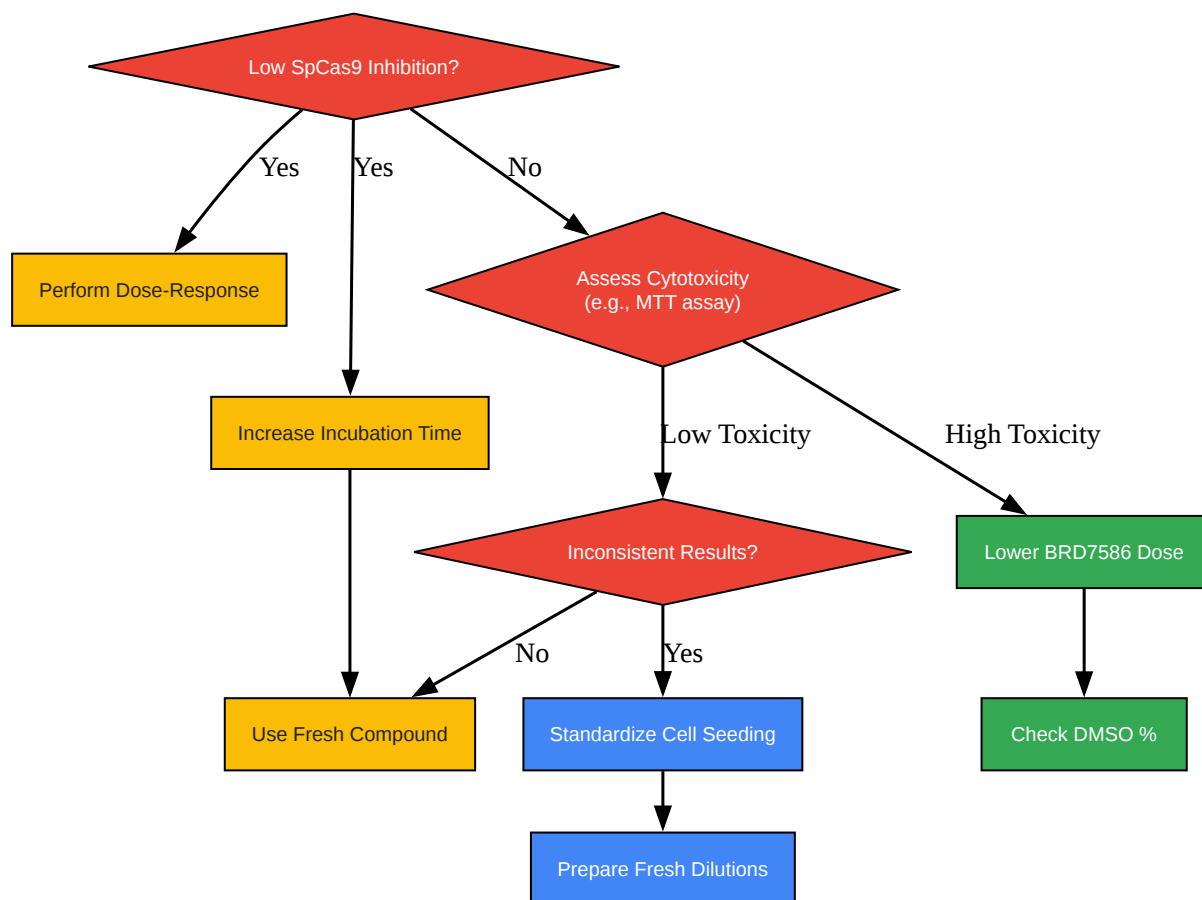 Low SpCas9 Inhibition?
Yes
Yes
No
Perform Dose-Response
Assess Cytotoxicity
(e.g., MTT assay)
Increase Incubation Time
Low Toxicity
High Toxicity
Inconsistent Results?
Lower BRD7586 Dose
No
Yes
Use Fresh Compound
Standardize Cell Seeding
Check DMSO %
Prepare Fresh Dilutions